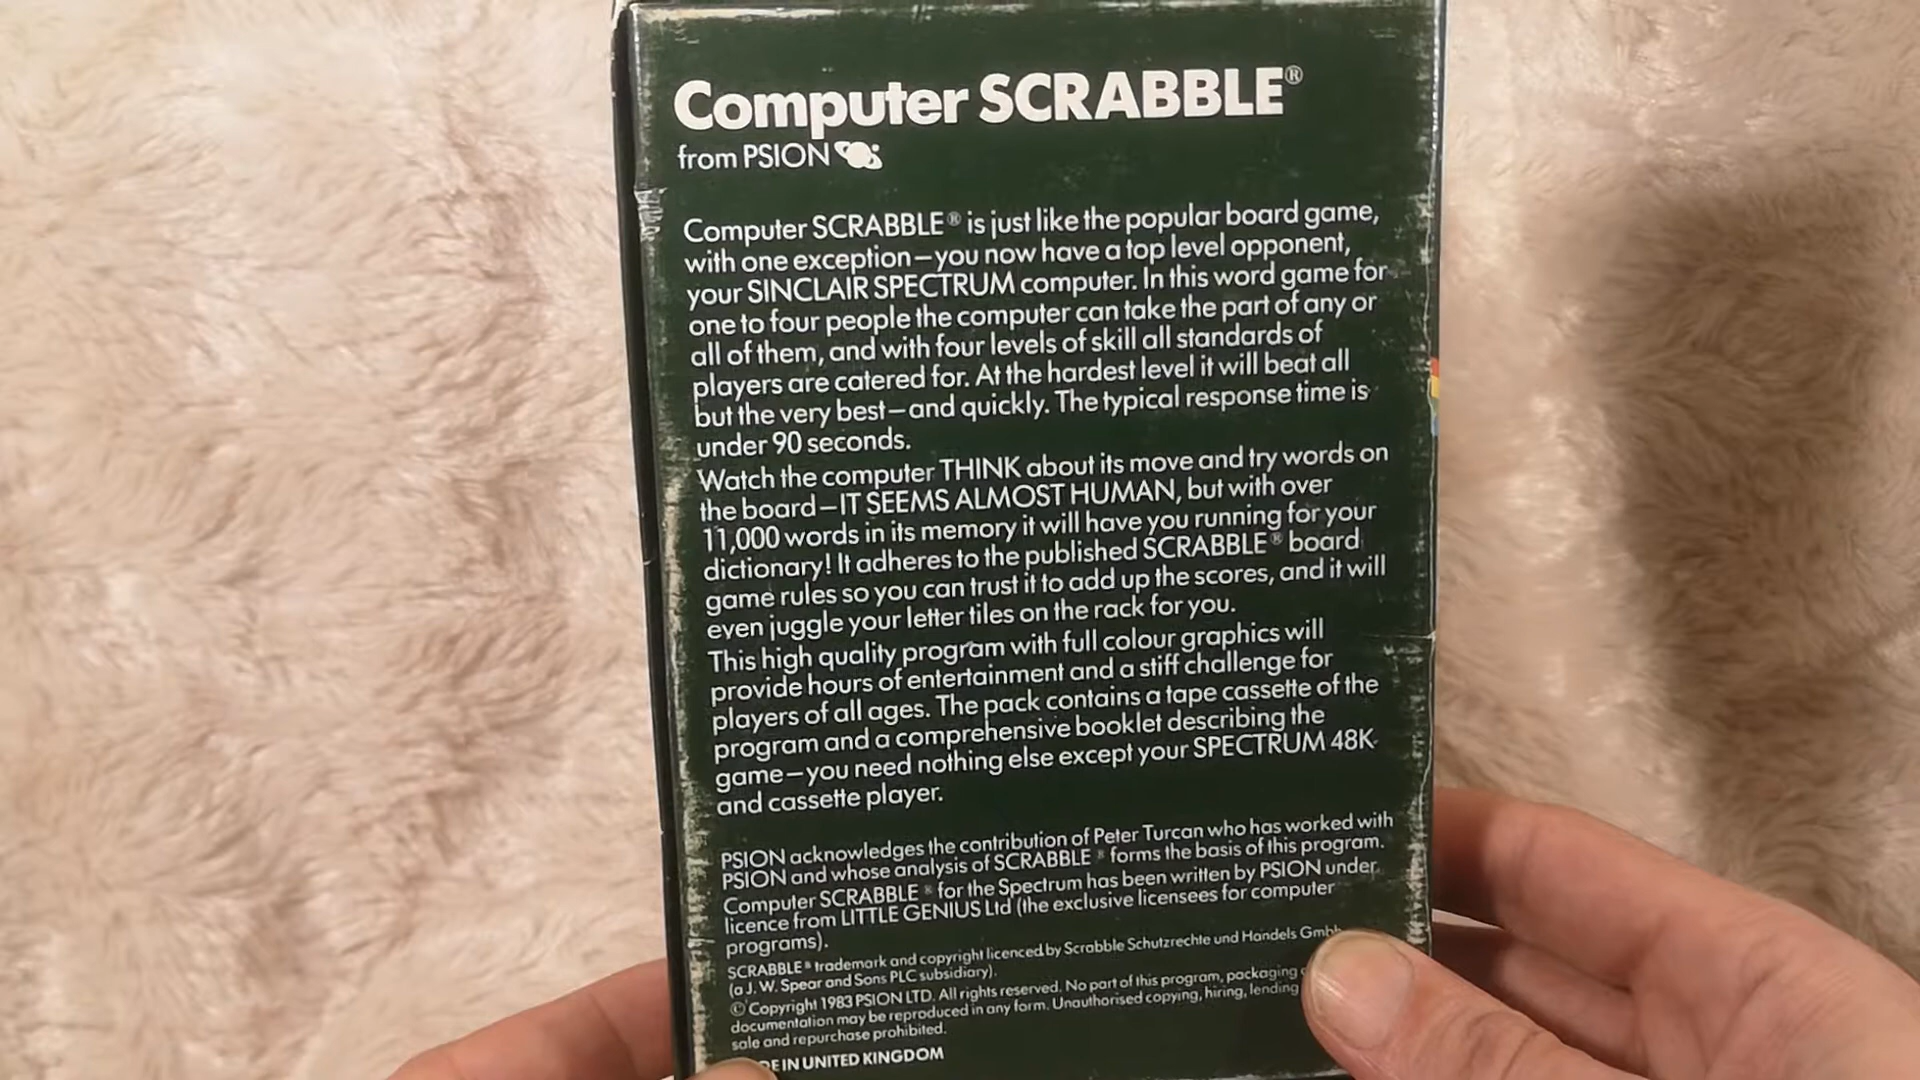 Computer SCRABBLE®
from PSION
Computer SCRABBLE® is just like the popular board game,
with one exception—you now have a top level opponent,
your SINCLAIR SPECTRUM computer. In this word game for
one to four people the computer can take the part of any or
all of them, and with four levels of skill all standards of
players are catered for. At the hardest level it will beat all
but the very best—and quickly. The typical response time is
under 90 seconds.
Watch the computer THINK about its move and try words on
the board—IT SEEMS ALMOST HUMAN, but with over
11,000 words in its memory it will have you running for your
dictionary! It adheres to the published SCRABBLE® board
game rules so you can trust it to add up the scores, and it will
even juggle your letter tiles on the rack for you.
This high quality program with full colour graphics will
provide hours of entertainment and a stiff challenge for
players of all ages. The pack contains a tape cassette of the
program and a comprehensive booklet describing the
game—you need nothing else except your SPECTRUM 48K
and cassette player.
PSION acknowledges the contribution of Peter Turcan who has worked with
PSION and whose analysis of SCRABBLE® forms the basis of this program.
Computer SCRABBLE® for the Spectrum has been written by PSION under
licence from LITTLE GENIUS Ltd (the exclusive licensees for computer
programs).
SCRABBLE® trademark and copyright licenced by Scrabble Schutzrechte und Handels
(a J. W. Spear and Sons PLC subsidiary).
© Copyright 1983 PSION LTD. All rights reserved. No part of this program, packaging
documentation may be reproduced in any form. Unauthorised copying, hiring, lending
sale and repurchase prohibited.
IN UNITED KINGDOM